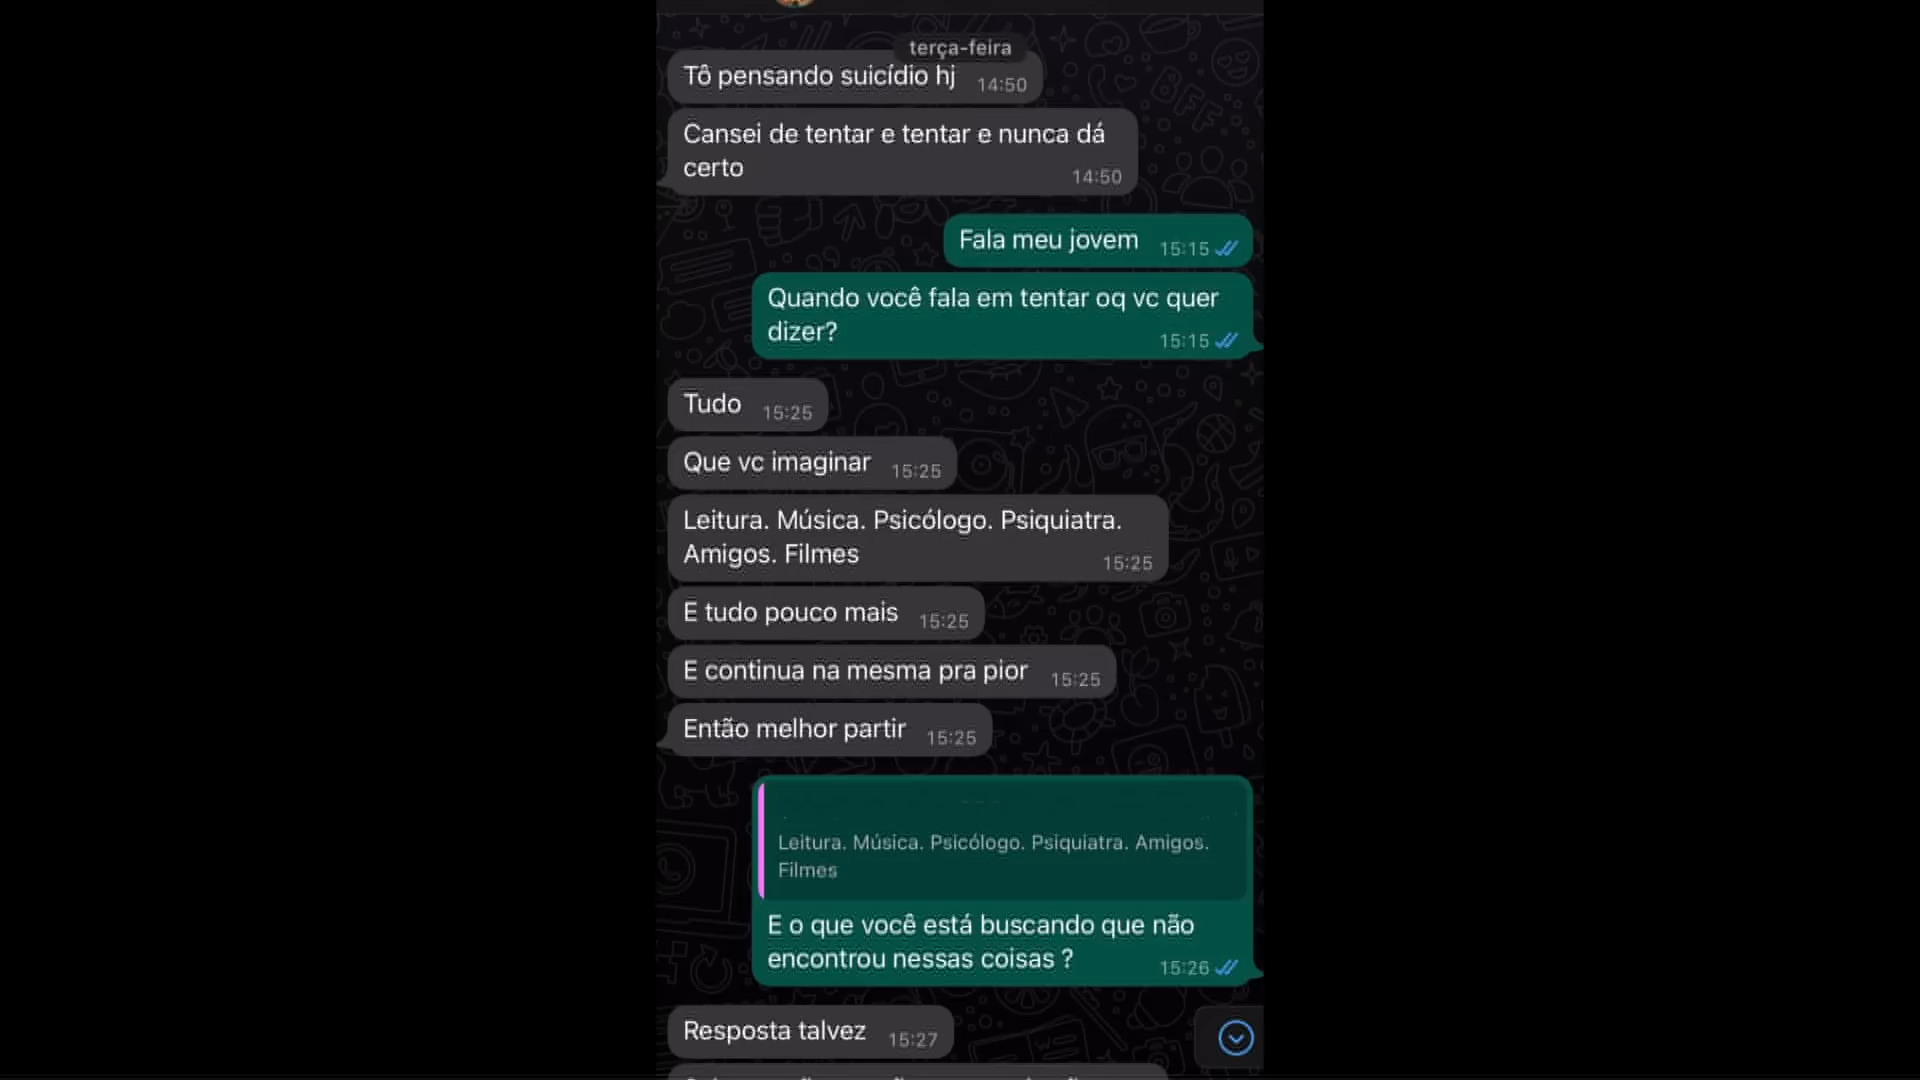 terça-feira
Tô pensando suicídio hj 14:50
Cansei de tentar e tentar e nunca dá
certo 14:50
Fala meu jovem 15:15
Quando você fala em tentar oq vc quer
dizer? 15:15
Tudo 15:25
Que vc imaginar 15:25
Leitura. Música. Psicólogo. Psiquiatra.
Amigos. Filmes 15:25
E tudo pouco mais 15:25
E continua na mesma pra pior 15:25
Então melhor partir 15:25
Leitura. Música. Psicólogo. Psiquiatra. Amigos.
Filmes
E o que você está buscando que não
encontrou nessas coisas ? 15:26
Resposta talvez 15:27